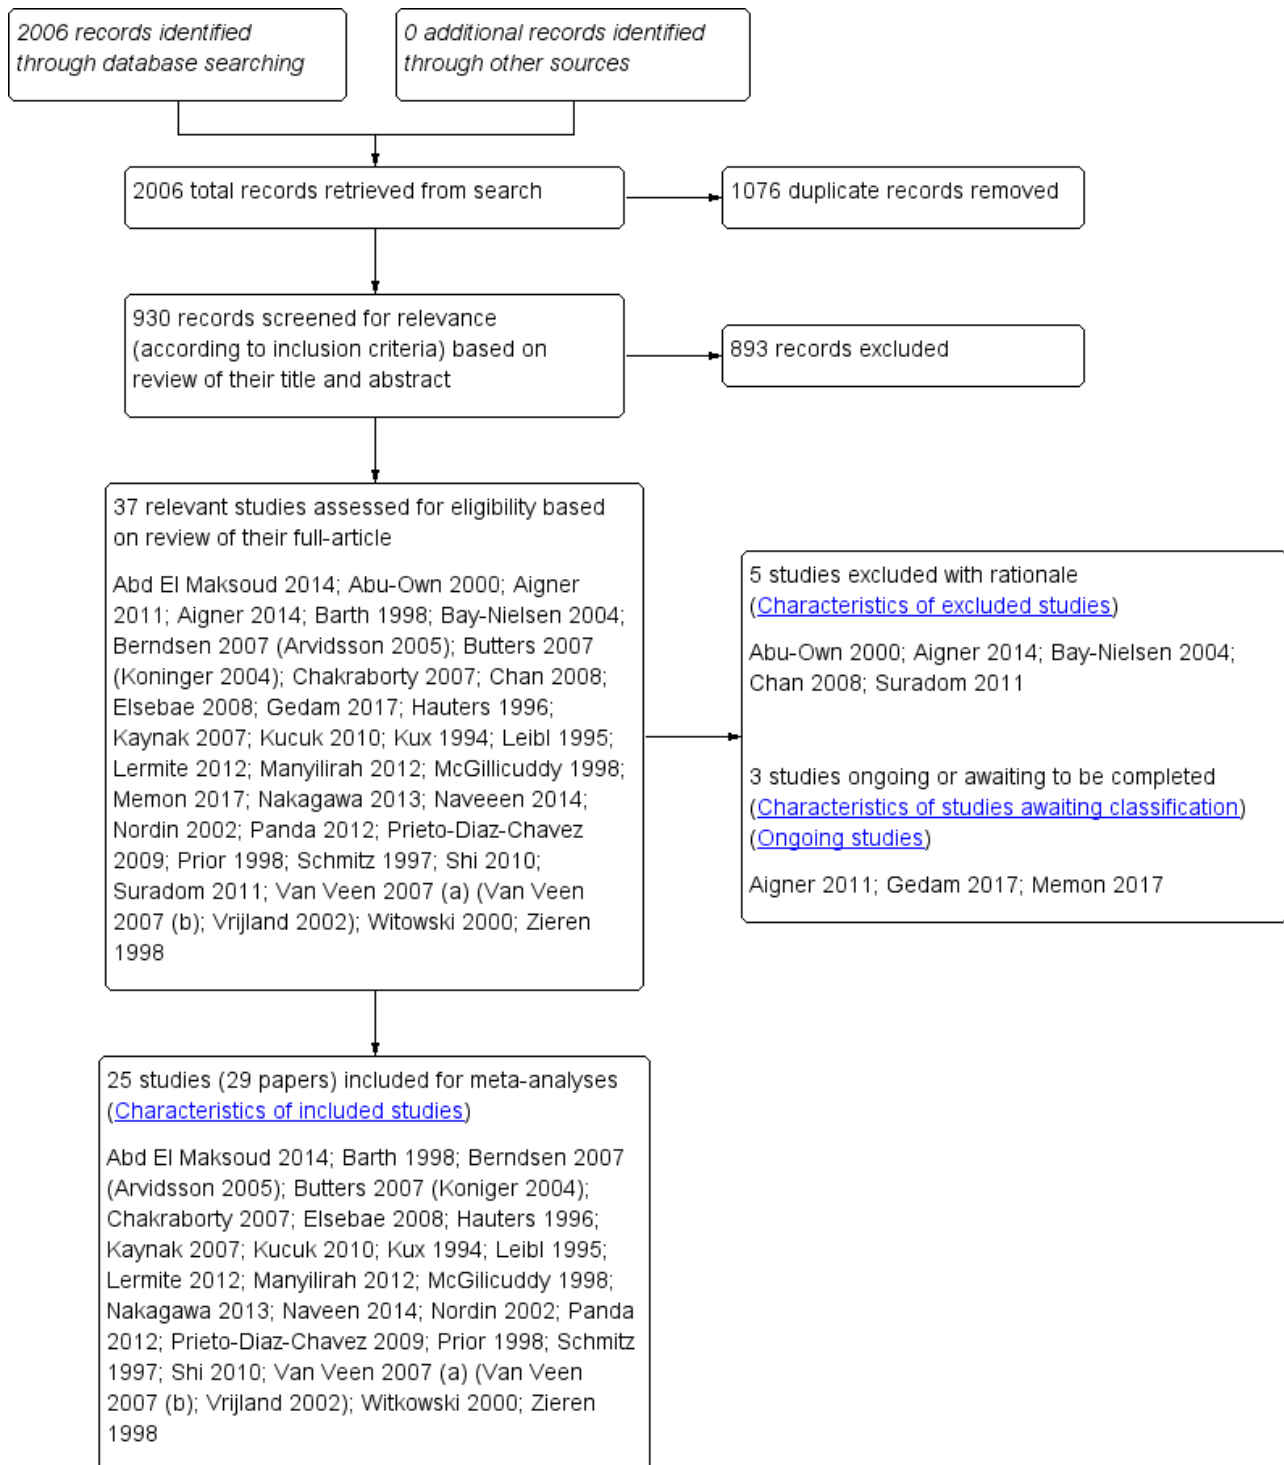 2006 records identified
through database searching
0 additional records identified
through other sources
2006 total records retrieved from search
1076 duplicate records removed
930 records screened for relevance
(according to inclusion criteria) based on
review of their title and abstract
893 records excluded
37 relevant studies assessed for eligibility based
on review of their full-article
Abd El Maksoud 2014; Abu-Own 2000; Aigner
2011; Aigner 2014; Barth 1998; Bay-Nielsen 2004;
Berndsen 2007 (Arvidsson 2005); Butters 2007
(Koninger 2004); Chakraborty 2007; Chan 2008;
Elsebae 2008; Gedam 2017; Hauters 1996;
Kaynak 2007; Kucuk 2010; Kux 1994; Leibl 1995;
Lermite 2012; Manyilirah 2012; McGillicuddy 1998;
Memon 2017; Nakagawa 2013; Naveeen 2014;
Nordin 2002; Panda 2012; Prieto-Diaz-Chavez
2009; Prior 1998; Schmitz 1997; Shi 2010;
Suradom 2011; Van Veen 2007 (a) (Van Veen
2007 (b); Vrijland 2002); Witowski 2000; Zieren
1998
5 studies excluded with rationale
(Characteristics of excluded studies)
Abu-Own 2000; Aigner 2014; Bay-Nielsen 2004;
Chan 2008; Suradom 2011
3 studies ongoing or awaiting to be completed
(Characteristics of studies awaiting classification)
(Ongoing studies)
Aigner 2011; Gedam 2017; Memon 2017
25 studies (29 papers) included for meta-analyses
(Characteristics of included studies)
Abd El Maksoud 2014; Barth 1998; Berndsen 2007
(Arvidsson 2005); Butters 2007 (Koniger 2004);
Chakraborty 2007; Elsebae 2008; Hauters 1996;
Kaynak 2007; Kucuk 2010; Kux 1994; Leibl 1995;
Lermite 2012; Manyilirah 2012; McGilicuddy 1998;
Nakagawa 2013; Naveen 2014; Nordin 2002; Panda
2012; Prieto-Diaz-Chavez 2009; Prior 1998; Schmitz
1997; Shi 2010; Van Veen 2007 (a) (Van Veen
2007 (b); Vrijland 2002); Witkowski 2000; Zieren
1998